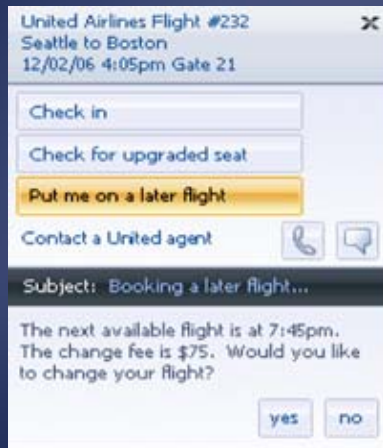 United Airlines Flight #232
Seattle to Boston
12/02/06 4:05pm Gate 21
Check in
Check for upgraded seat
Put me on a later flight
Contact a United agent
Subject: Booking a later flight...
The next available flight is at 7:45pm.
The change fee is $75. Would you like
to change your flight?
yes no